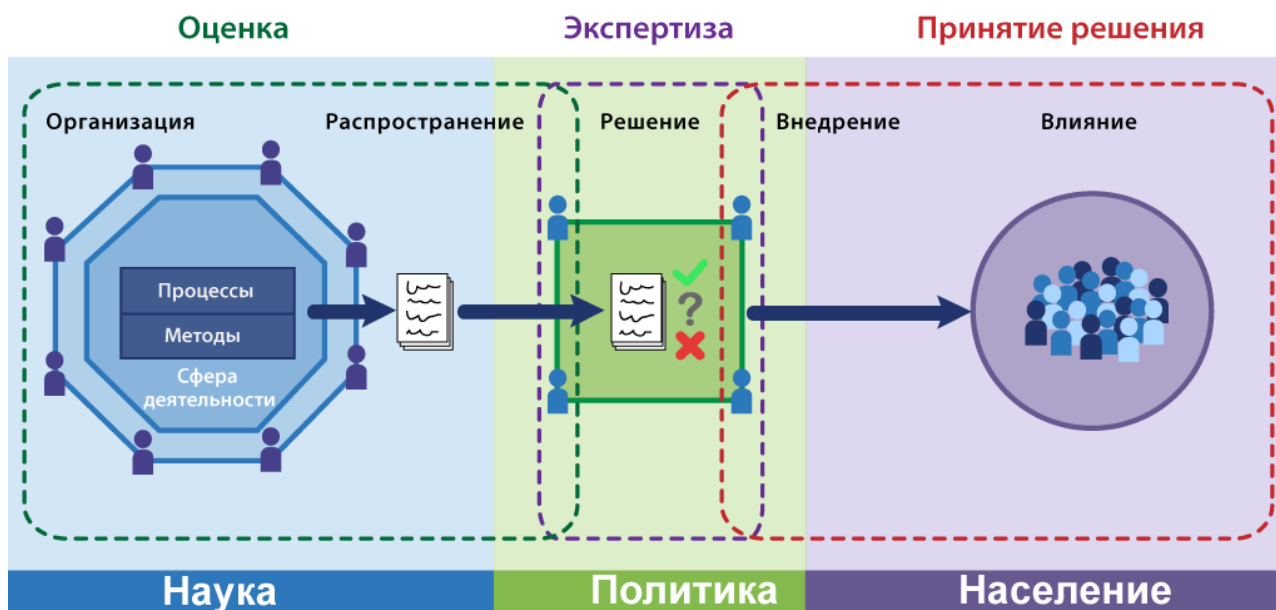 Оценка
Экспертиза
Принятие решения
Организация
Распространение
Решение
Внедрение
Влияние
Процессы
Методы
Сфера
деятельности
?
Наука
Политика
Население